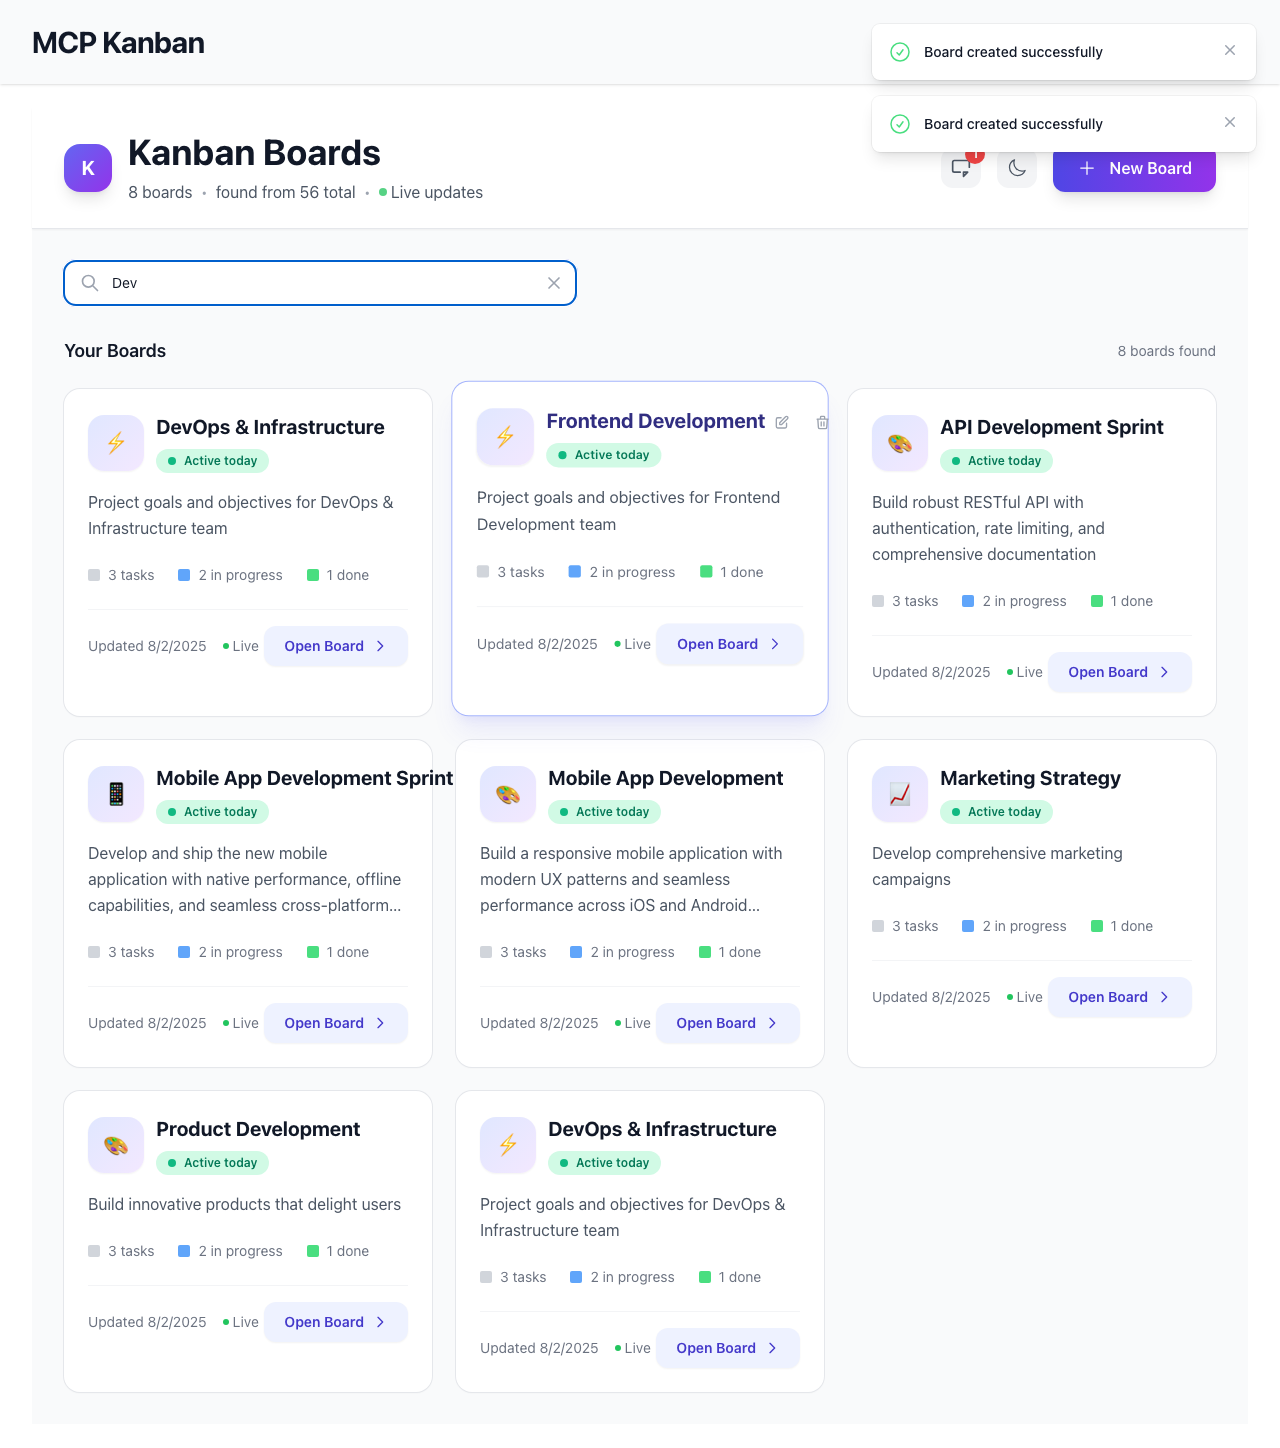 MCP Kanban
Board created successfully
Board created successfully
K
Kanban Boards
8 boards • found from 56 total • Live updates
New Board
Dev
Your Boards
8 boards found
DevOps & Infrastructure
Active today
Project goals and objectives for DevOps &
Infrastructure team
3 tasks
2 in progress
1 done
Updated 8/2/2025
Live
Open Board
Frontend Development
Active today
Project goals and objectives for Frontend
Development team
3 tasks
2 in progress
1 done
Updated 8/2/2025
Live
Open Board
API Development Sprint
Active today
Build robust RESTful API with
authentication, rate limiting, and
comprehensive documentation
3 tasks
2 in progress
1 done
Updated 8/2/2025
Live
Open Board
Mobile App Development Sprint
Active today
Develop and ship the new mobile
application with native performance, offline
capabilities, and seamless cross-platform...
3 tasks
2 in progress
1 done
Updated 8/2/2025
Live
Open Board
Mobile App Development
Active today
Build a responsive mobile application with
modern UX patterns and seamless
performance across iOS and Android...
3 tasks
2 in progress
1 done
Updated 8/2/2025
Live
Open Board
Marketing Strategy
Active today
Develop comprehensive marketing
campaigns
3 tasks
2 in progress
1 done
Updated 8/2/2025
Live
Open Board
Product Development
Active today
Build innovative products that delight users
3 tasks
2 in progress
1 done
Updated 8/2/2025
Live
Open Board
DevOps & Infrastructure
Active today
Project goals and objectives for DevOps &
Infrastructure team
3 tasks
2 in progress
1 done
Updated 8/2/2025
Live
Open Board